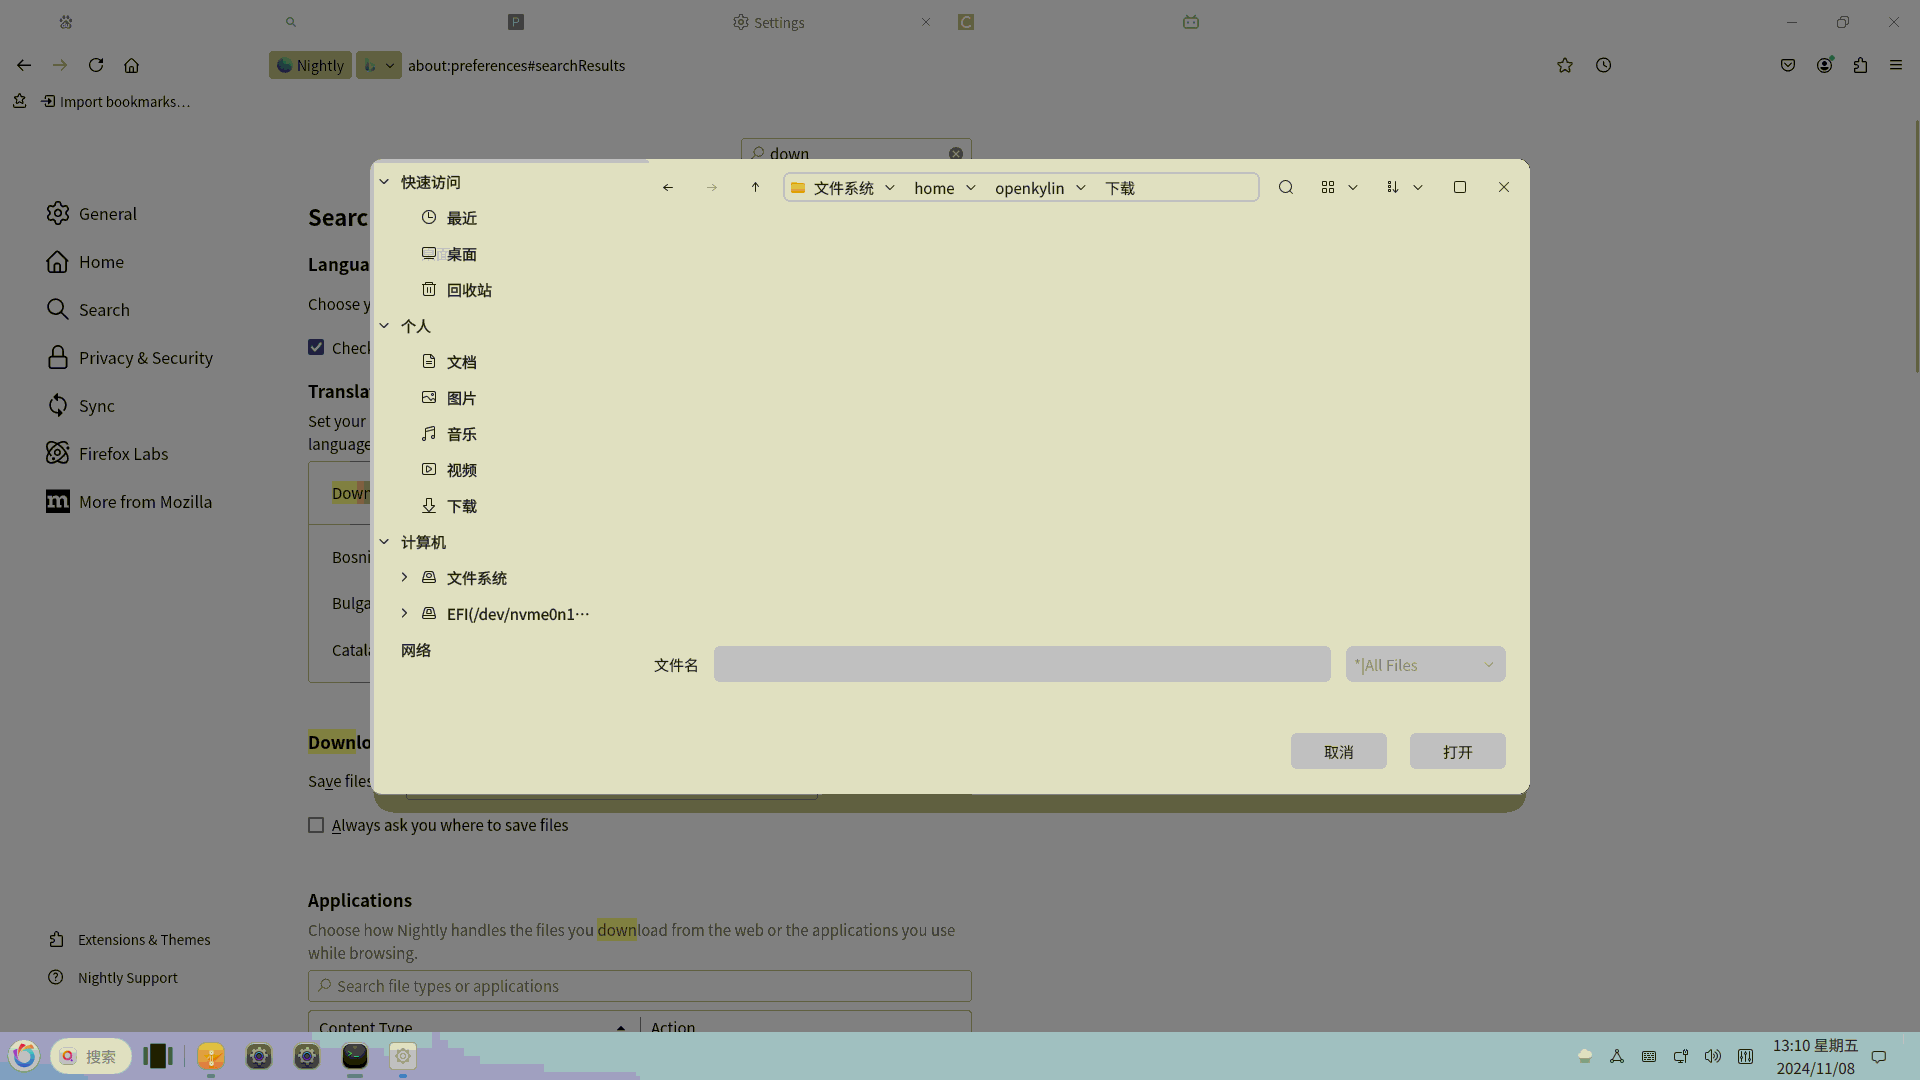 Settings
Nightly
about:preferences#searchResults
Import bookmarks…
down
General
Home
Search
Privacy & Security
Sync
Firefox Labs
More from Mozilla
Extensions & Themes
Nightly Support
Searc
Langua
Choose y
Check
Transla
Set your
language
Down
Bosni
Bulga
Catala
Downlo
Save files
Always ask you where to save files
Applications
Choose how Nightly handles the files you download from the web or the applications you use
while browsing.
Search file types or applications
Content Type
Action
快速访问
最近
桌面
回收站
个人
文档
图片
音乐
视频
下载
计算机
文件系统
EFI(/dev/nvme0n1…
网络
文件系统 home openkylin 下载
文件名
*|All Files
取消
打开
搜索
13:10 星期五
2024/11/08